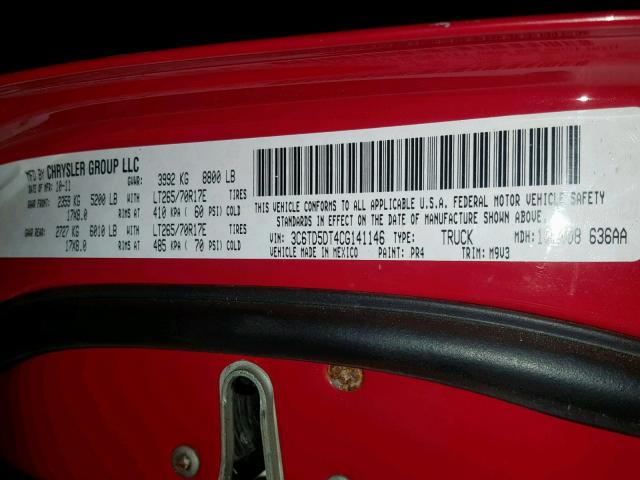 MFD BY CHRYSLER GROUP LLC
DATE OF MFR 10-11 GVWR: 3992 KG 8800 LB
2359 KG 5200 LB WITH LT265/70R17E TIRES
17X8.0 RIMS AT 410 KPA ( 60 PSI) COLD
2727 KG 6010 LB WITH LT265/70R17E TIRES
17X8.0 RIMS AT 485 KPA ( 70 PSI) COLD
THIS VEHICLE CONFORMS TO ALL APPLICABLE U.S.A. FEDERAL MOTOR VEHICLE SAFETY
STANDARDS IN EFFECT ON THE DATE OF MANUFACTURE SHOWN ABOVE.
VIN: 3C6TD5DT4CG141146 TYPE: TRUCK MDH: 636AA
VEHICLE MADE IN MEXICO PAINT: PR4 TRIM: M9V3